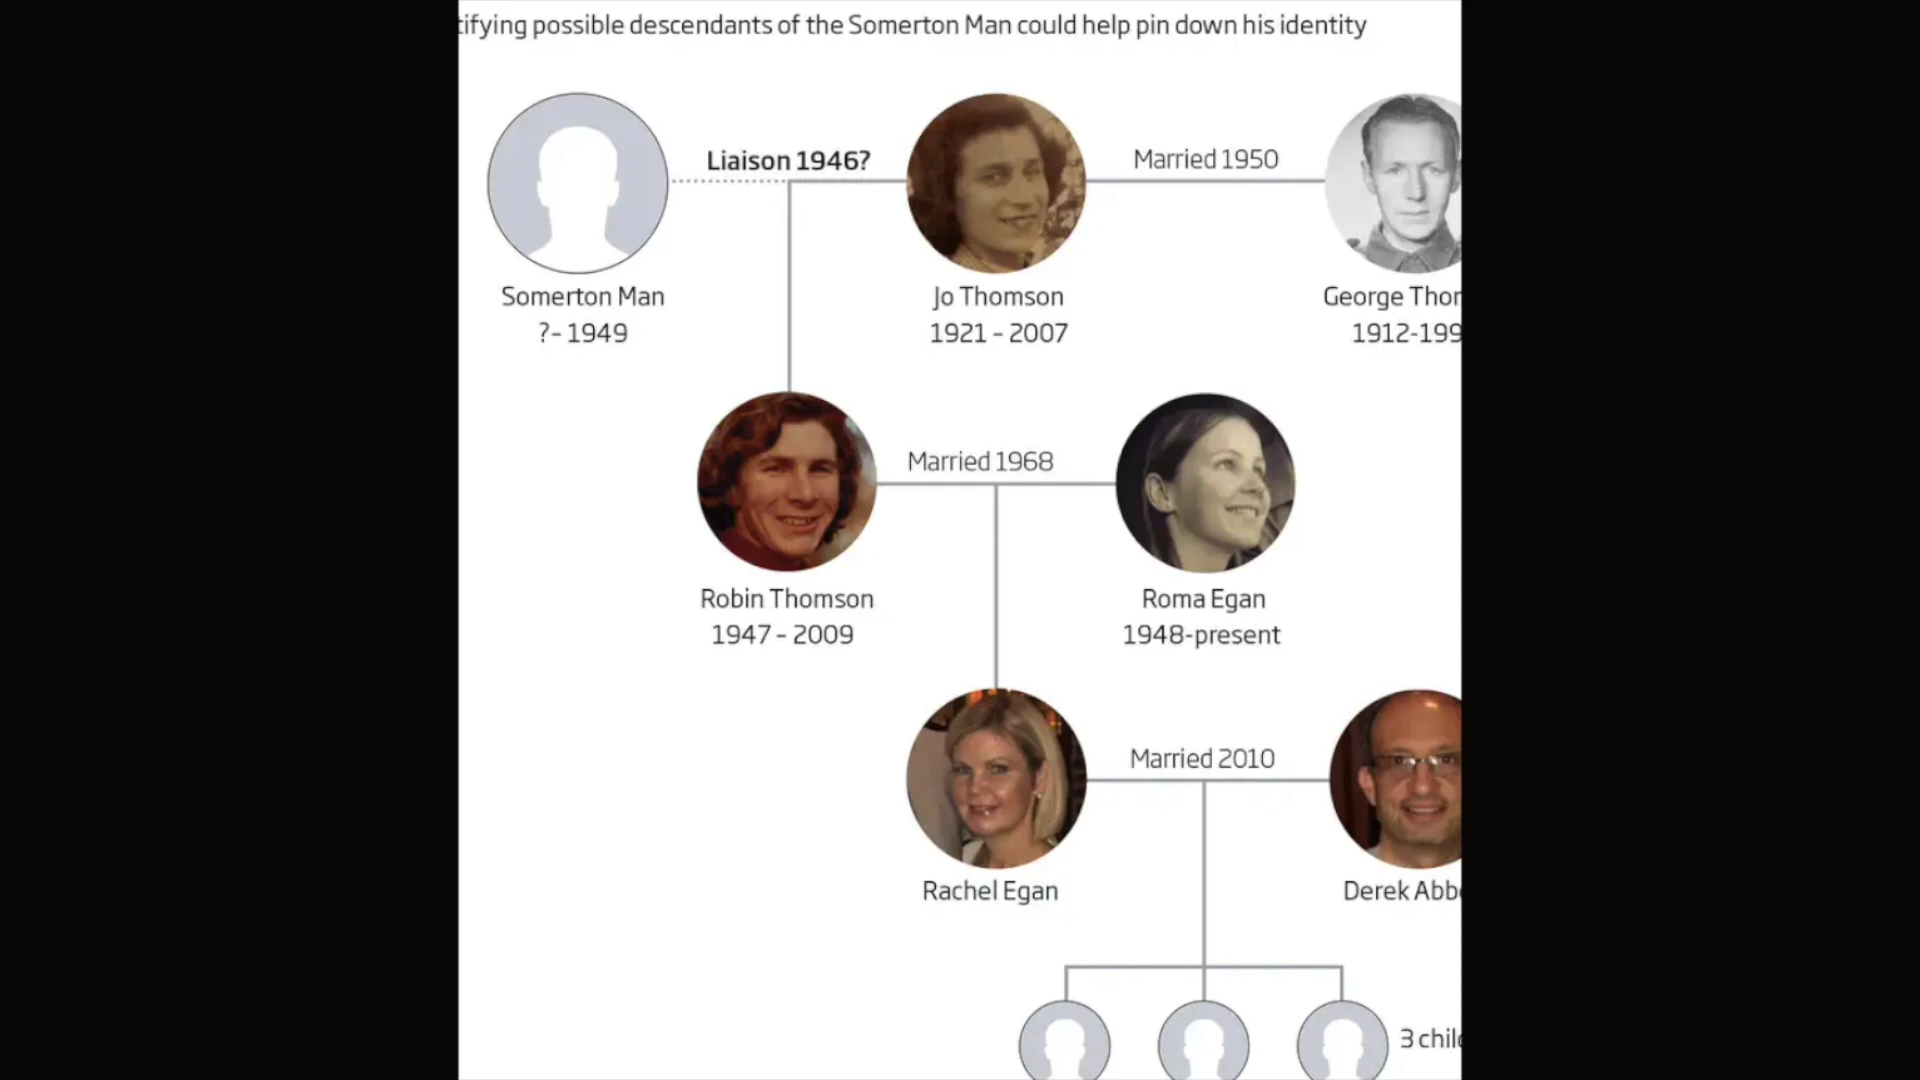 tifying possible descendants of the Somerton Man could help pin down his identity
Liaison 1946?
Married 1950
Somerton Man
?- 1949
Jo Thomson
1921 - 2007
George Thom
1912-199
Married 1968
Robin Thomson
1947 - 2009
Roma Egan
1948-present
Married 2010
Rachel Egan
Derek Abb
3 chil